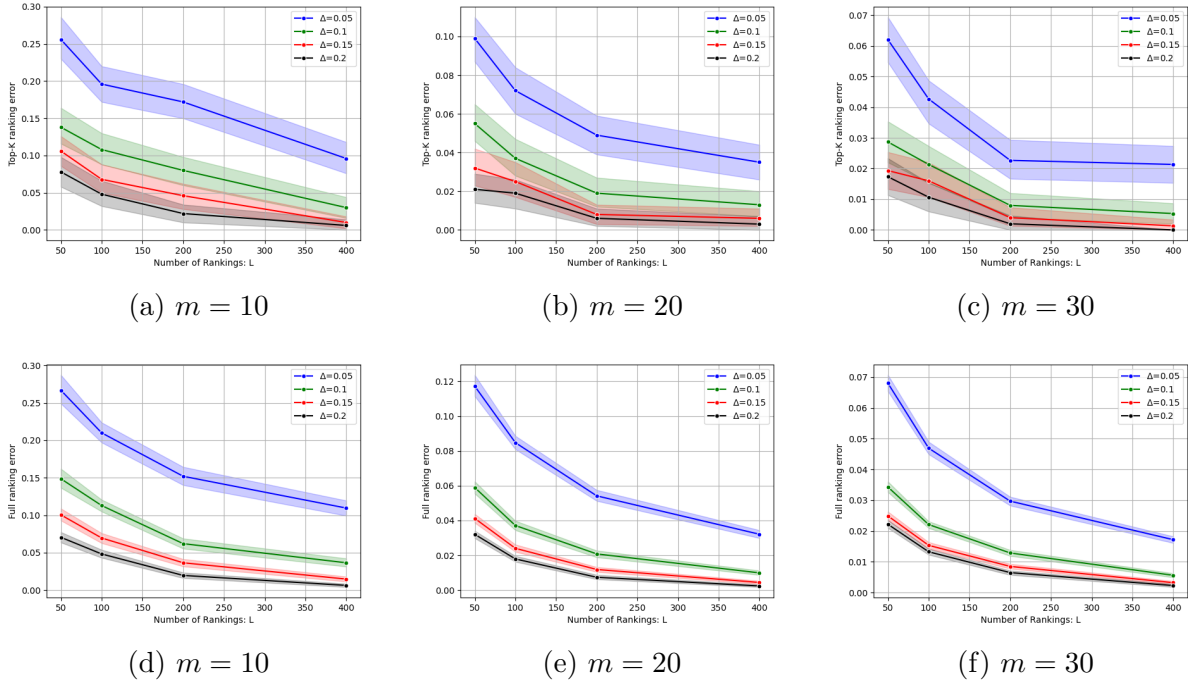 0.30
0.25
0.20
0.15
0.10
0.05
0.00
Top-K ranking error
Δ=0.05
Δ=0.1
Δ=0.15
Δ=0.2
50 100 150 200 250 300 350 400
Number of Rankings: L
(a) m = 10
0.10
0.08
0.06
0.04
0.02
0.00
Top-K ranking error
Δ=0.05
Δ=0.1
Δ=0.15
Δ=0.2
50 100 150 200 250 300 350 400
Number of Rankings: L
(b) m = 20
0.07
0.06
0.05
0.04
0.03
0.02
0.01
0.00
Top-K ranking error
Δ=0.05
Δ=0.1
Δ=0.15
Δ=0.2
50 100 150 200 250 300 350 400
Number of Rankings: L
(c) m = 30
0.30
0.25
0.20
0.15
0.10
0.05
0.00
Full ranking error
Δ=0.05
Δ=0.1
Δ=0.15
Δ=0.2
50 100 150 200 250 300 350 400
Number of Rankings: L
(d) m = 10
0.12
0.10
0.08
0.06
0.04
0.02
0.00
Full ranking error
Δ=0.05
Δ=0.1
Δ=0.15
Δ=0.2
50 100 150 200 250 300 350 400
Number of Rankings: L
(e) m = 20
0.07
0.06
0.05
0.04
0.03
0.02
0.01
0.00
Full ranking error
Δ=0.05
Δ=0.1
Δ=0.15
Δ=0.2
50 100 150 200 250 300 350 400
Number of Rankings: L
(f) m = 30